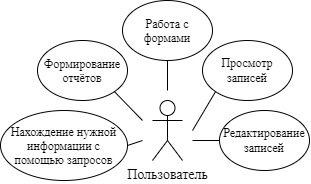 Работа с
формами
Формирование
отчётов
Просмотр
записей
Нахождение нужной
информации с
помощью запросов
Редактирование
записей
Пользователь